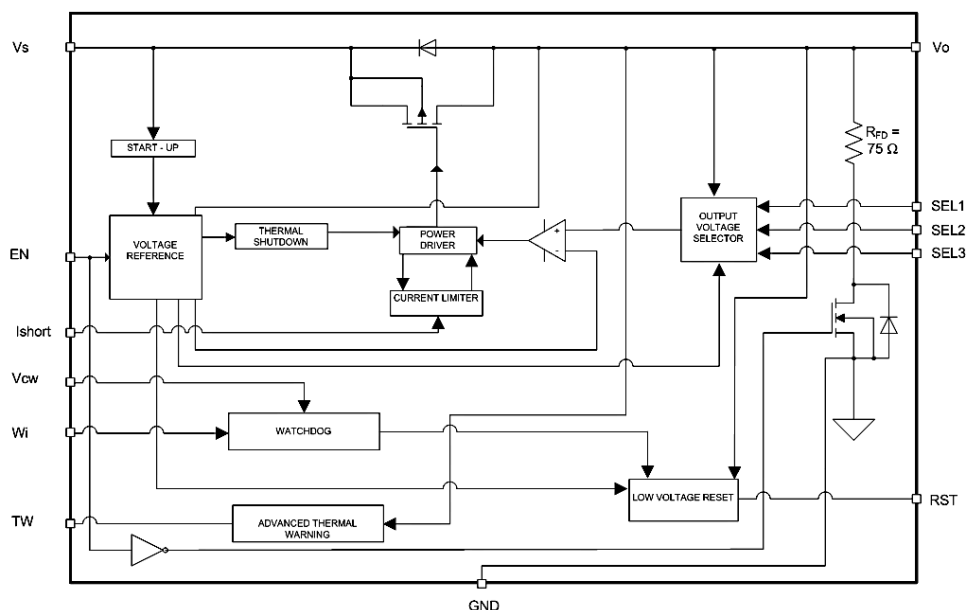 Vs
Vo
START - UP
R_FD =
75 Ω
SEL1
SEL2
SEL3
EN
VOLTAGE
REFERENCE
THERMAL
SHUTDOWN
POWER
DRIVER
+
-
OUTPUT
VOLTAGE
SELECTOR
CURRENT LIMITER
Ishort
Vcw
Wi
WATCHDOG
LOW VOLTAGE RESET
RST
TW
ADVANCED THERMAL
WARNING
GND